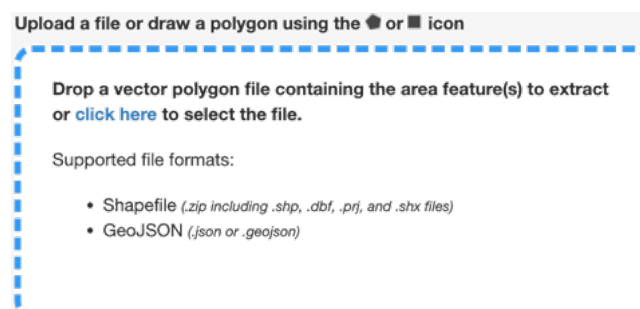 Upload a file or draw a polygon using the or icon
Drop a vector polygon file containing the area feature(s) to extract
or click here to select the file.
Supported file formats:
• Shapefile (.zip including .shp, .dbf, .prj, and .shx files)
• GeoJSON (.json or .geojson)